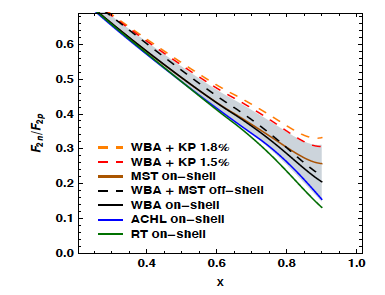 F2n/F2p
0.6
0.5
0.4
0.3
0.2
0.1
0.0
WBA + KP 1.8%
WBA + KP 1.5%
MST on-shell
WBA + MST off-shell
WBA on-shell
ACHL on-shell
RT on-shell
0.4 0.6 0.8 1.0
x